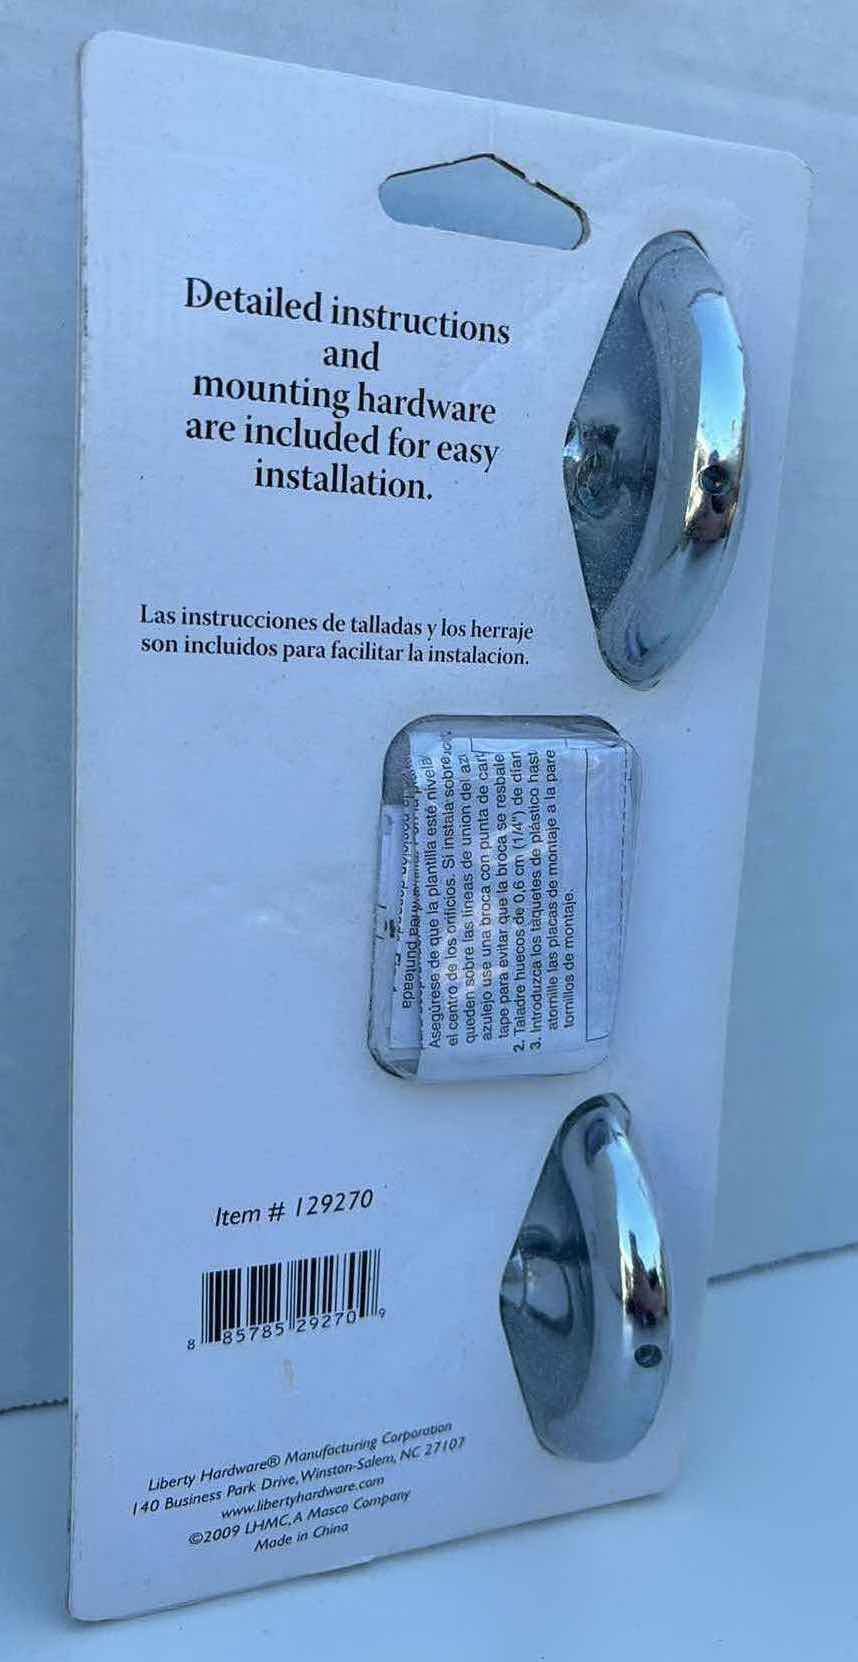 Detailed instructions
and
mounting hardware
are included for easy
installation.
Las instrucciones de talladas y los herraje
son incluidos para facilitar la instalacion.
punteada
Asegúrese de que la plantilla esté nivela
el centro de los orificios. Si instala sobre
queden sobre las líneas de union del az
azulejo use una broca con punta de car
tape para evitar que la broca se resbale
2. Taladre huecos de 0,6 cm (1/4") de diám
3. Introduzca los taquetes de plástico hast
atornille las placas de montaje a la pare
tornillos de montaje.
Item # 129270
8 85785 29270 9
Liberty Hardware® Manufacturing Corporation
140 Business Park Drive, Winston-Salem, NC 27107
www.libertyhardware.com
©2009 LHMC, A Masco Company
Made in China